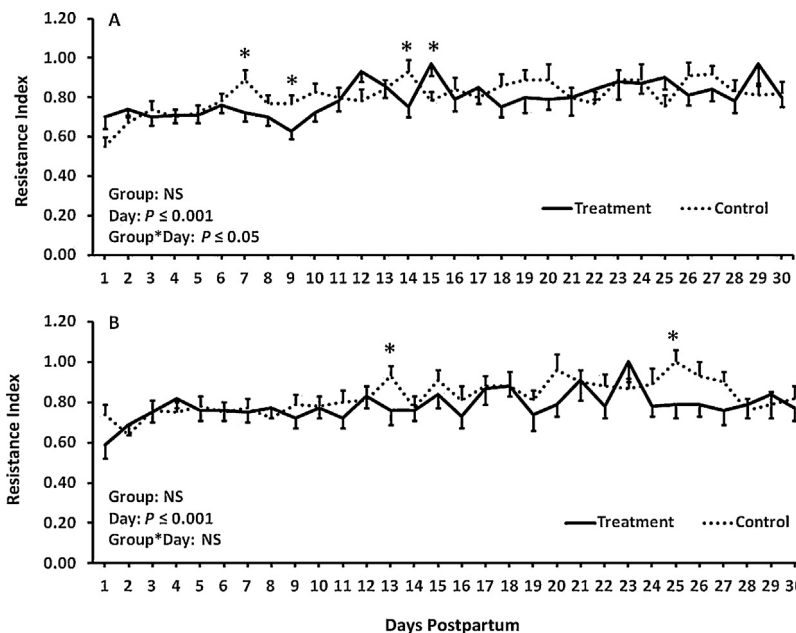 A
1.20
1.00
0.80
0.60
0.40
0.20
0.00
Resistance Index
* * * *
Group: NS
Day: P ≤ 0.001
Group*Day: P ≤ 0.05
Treatment Control
1 2 3 4 5 6 7 8 9 10 11 12 13 14 15 16 17 18 19 20 21 22 23 24 25 26 27 28 29 30
B
1.20
1.00
0.80
0.60
0.40
0.20
0.00
Resistance Index
* *
Group: NS
Day: P ≤ 0.001
Group*Day: NS
Treatment Control
1 2 3 4 5 6 7 8 9 10 11 12 13 14 15 16 17 18 19 20 21 22 23 24 25 26 27 28 29 30
Days Postpartum